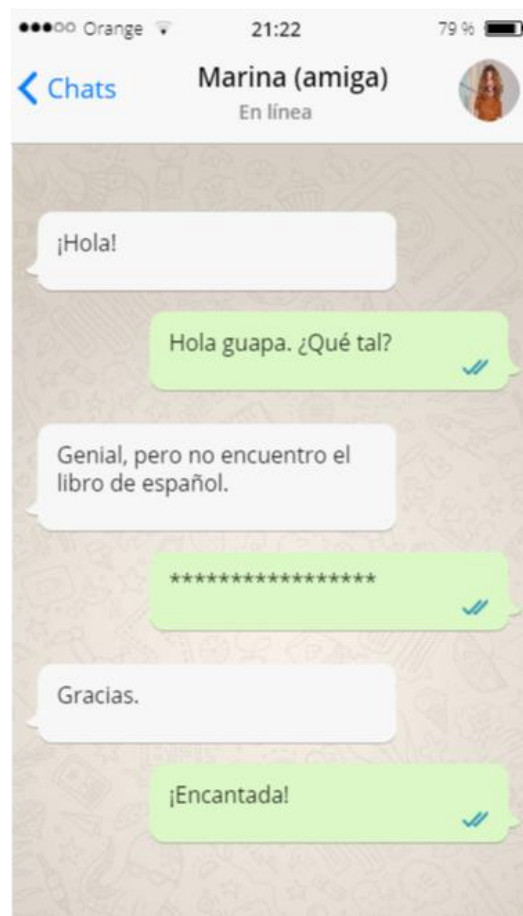 Orange 21:22 79 %
Chats Marina (amiga)
En línea
¡Hola!
Hola guapa. ¿Qué tal?
Genial, pero no encuentro el
libro de español.
*****************
Gracias.
¡Encantada!